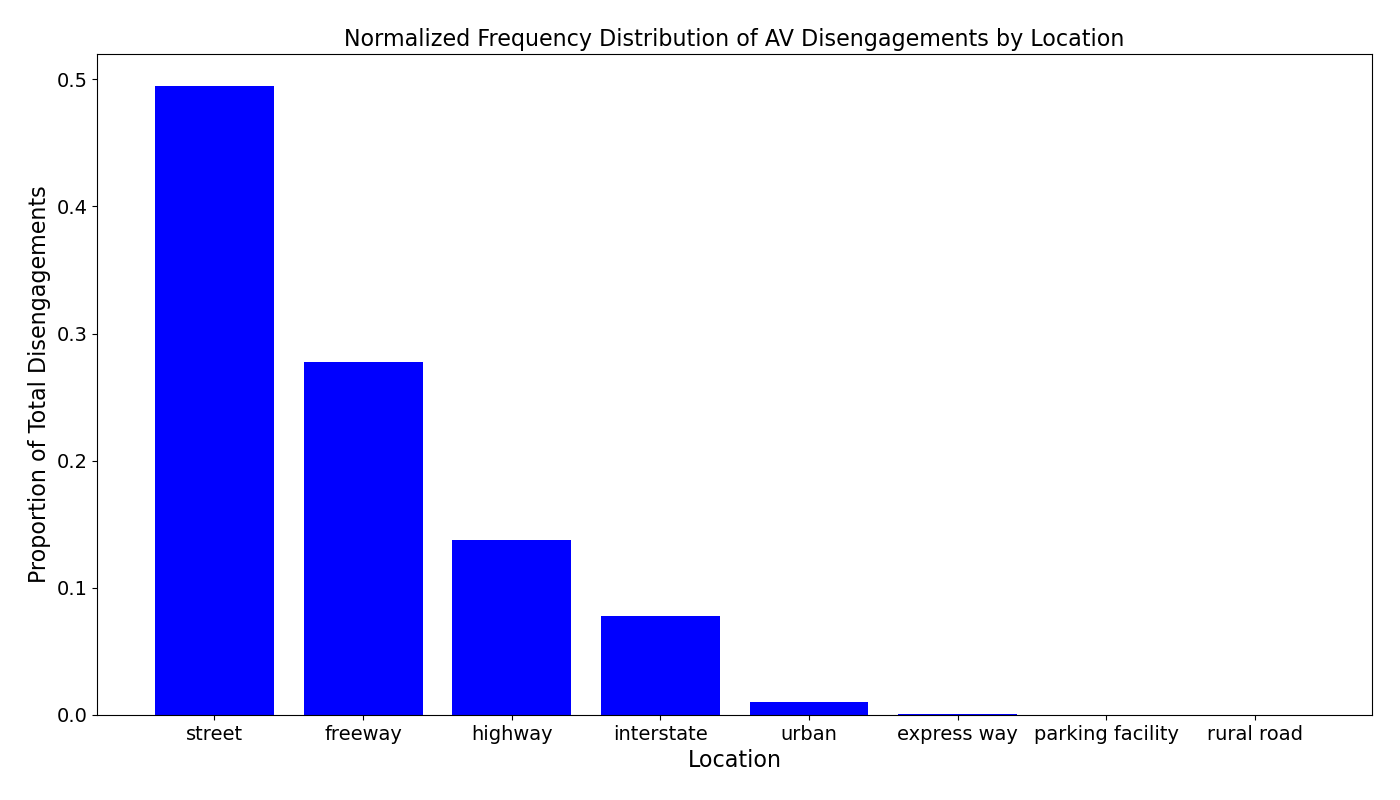 Normalized Frequency Distribution of AV Disengagements by Location
Proportion of Total Disengagements
0.5
0.4
0.3
0.2
0.1
0.0
street freeway highway interstate urban express way parking facility rural road
Location